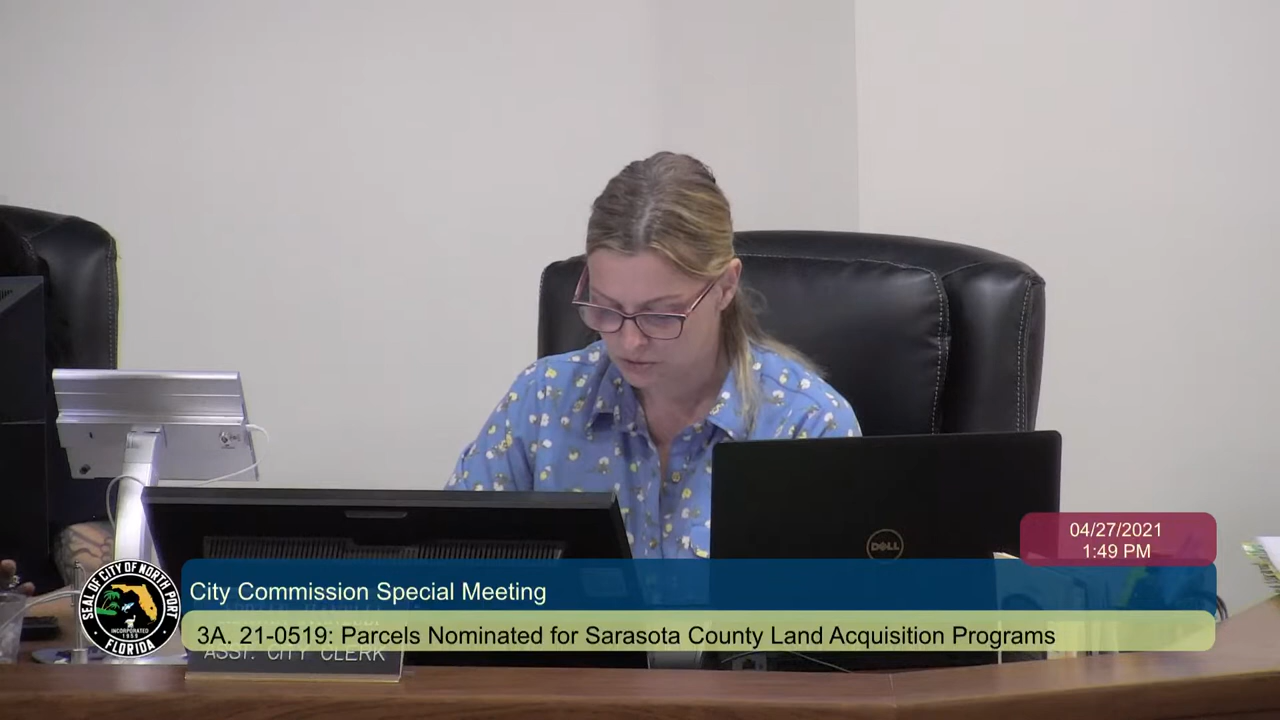 DELL
04/27/2021
1:49 PM
City Commission Special Meeting
3A. 21-0519: Parcels Nominated for Sarasota County Land Acquisition Programs
SEAL OF CITY OF NORTH PORT
INCORPORATED
FLORIDA
ASST. CITY CLERK